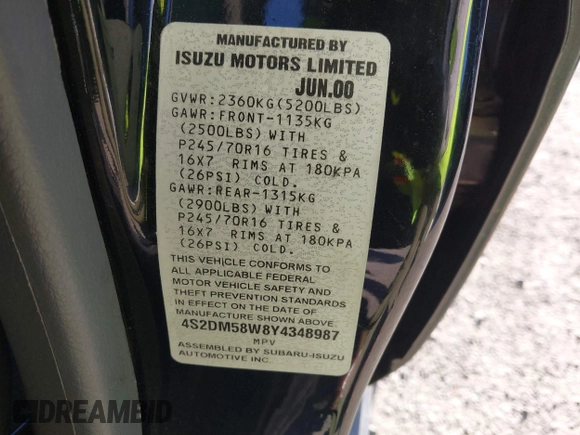 MANUFACTURED BY
ISUZU MOTORS LIMITED
JUN.00
GVWR:2360KG(5200LBS)
GAWR:FRONT-1135KG
(2500LBS) WITH
P245/70R16 TIRES &
16X7 RIMS AT 180KPA
(26PSI) COLD.
GAWR:REAR-1315KG
(2900LBS) WITH
P245/70R16 TIRES &
16X7 RIMS AT 180KPA
(26PSI) COLD.
THIS VEHICLE CONFORMS TO
ALL APPLICABLE FEDERAL
MOTOR VEHICLE SAFETY AND
THEFT PREVENTION STANDARDS
IN EFFECT ON THE DATE OF
MANUFACTURE SHOWN ABOVE.
4S2DM58W8Y4348987
MPV
ASSEMBLED BY SUBARU-ISUZU
AUTOMOTIVE INC.
DREAMBID